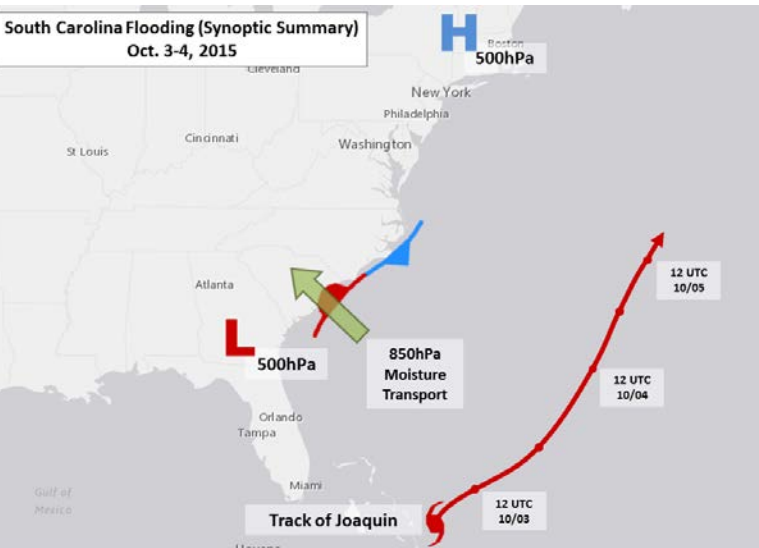 South Carolina Flooding (Synoptic Summary)
Oct. 3-4, 2015
H
Boston
500hPa
Cleveland
New York
Philadelphia
Cincinnati
Washington
St Louis
12 UTC
10/05
Atlanta
L
500hPa
850hPa
Moisture
Transport
12 UTC
10/04
Orlando
Tampa
Gulf of
Mexico
Miami
12 UTC
10/03
Track of Joaquin